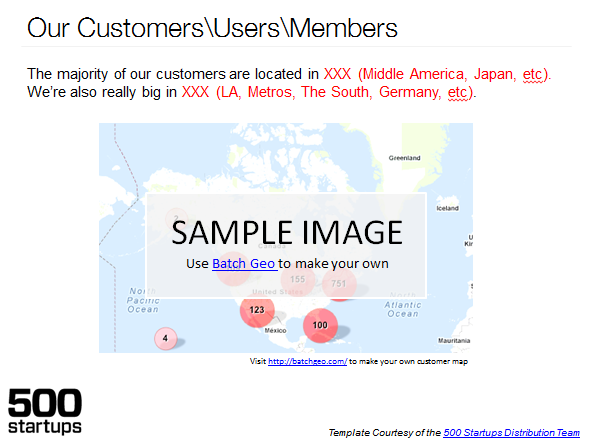 Our Customers\Users\Members
The majority of our customers are located in XXX (Middle America, Japan, etc).
We're also really big in XXX (LA, Metros, The South, Germany, etc).
Greenland
Iceland
SAMPLE IMAGE
Use Batch Geo to make your own
155
751
United States
North
Pacific
Ocean
Atlantic
Ocean
123
Mexico
100
4
Mauritania
Visit http://batchgeo.com/ to make your own customer map
500
startups
Template Courtesy of the 500 Startups Distribution Team